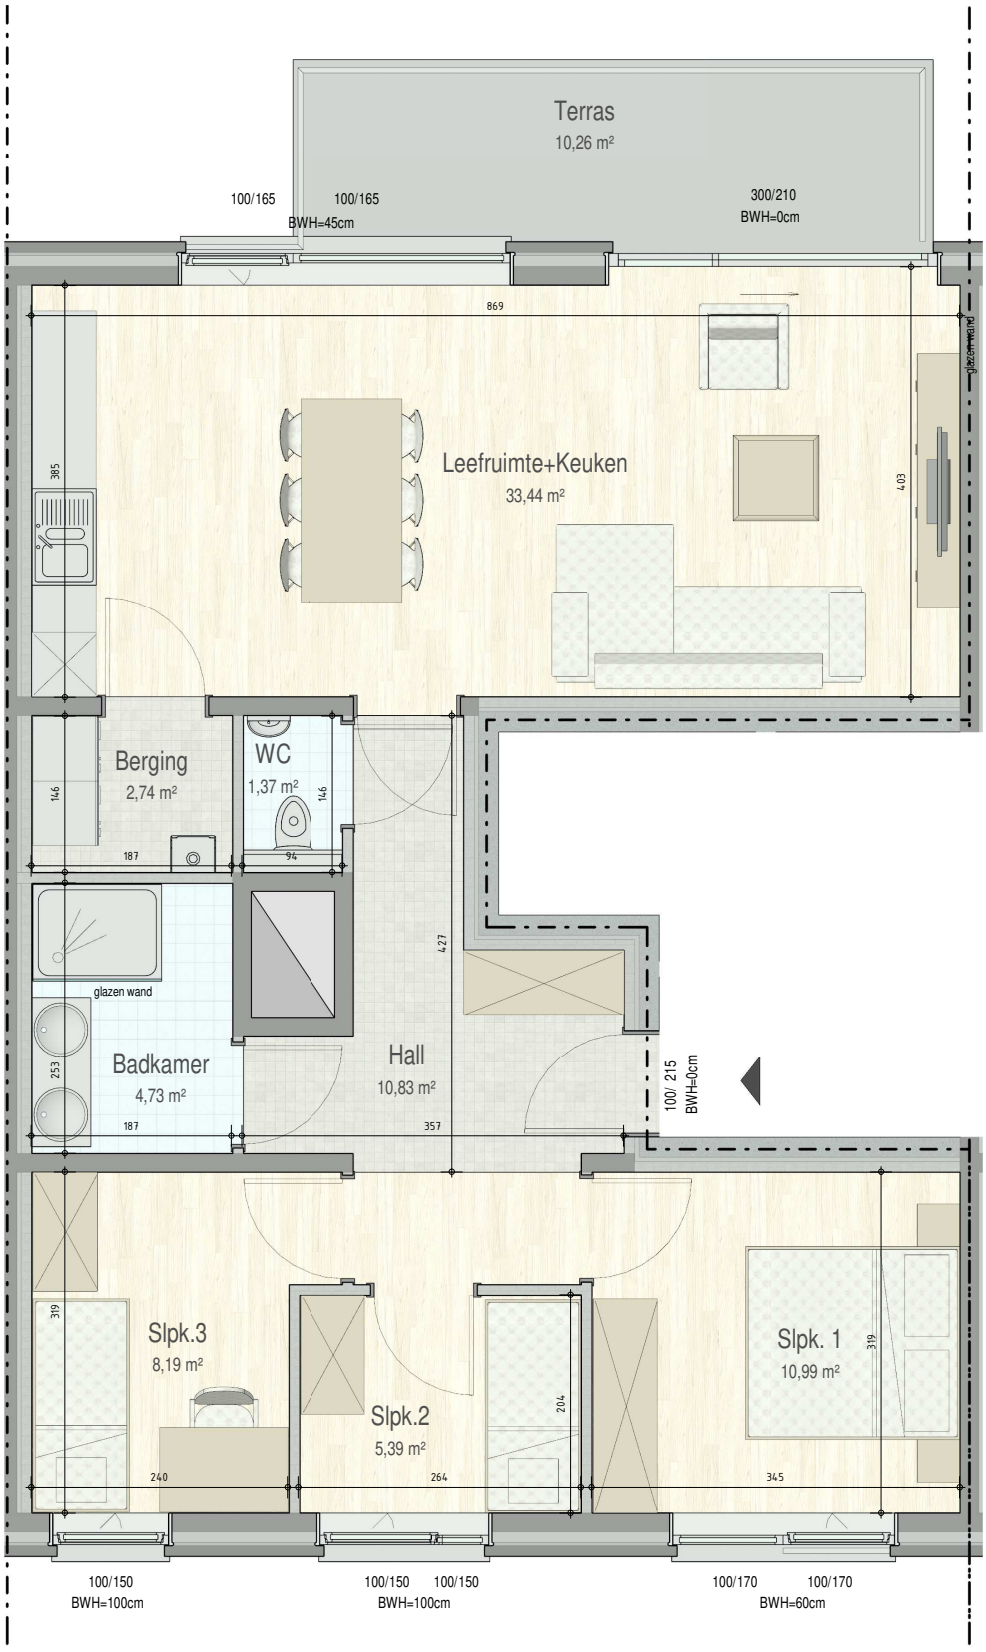 Terras
10,26 m²
100/165
100/165
BWH=45cm
300/210
BWH=0cm
869
glazen wand
385
Leefruimte+Keuken
33,44 m²
403
Berging
2,74 m²
WC
1,37 m²
146
146
187
94
427
glazen wand
253
Badkamer
4,73 m²
Hall
10,83 m²
100/ 215
BWH=0cm
187
357
319
Slpk.3
8,19 m²
Slpk.2
5,39 m²
204
Slpk. 1
10,99 m²
319
240
264
345
100/150
BWH=100cm
100/150
100/150
BWH=100cm
100/170
100/170
BWH=60cm